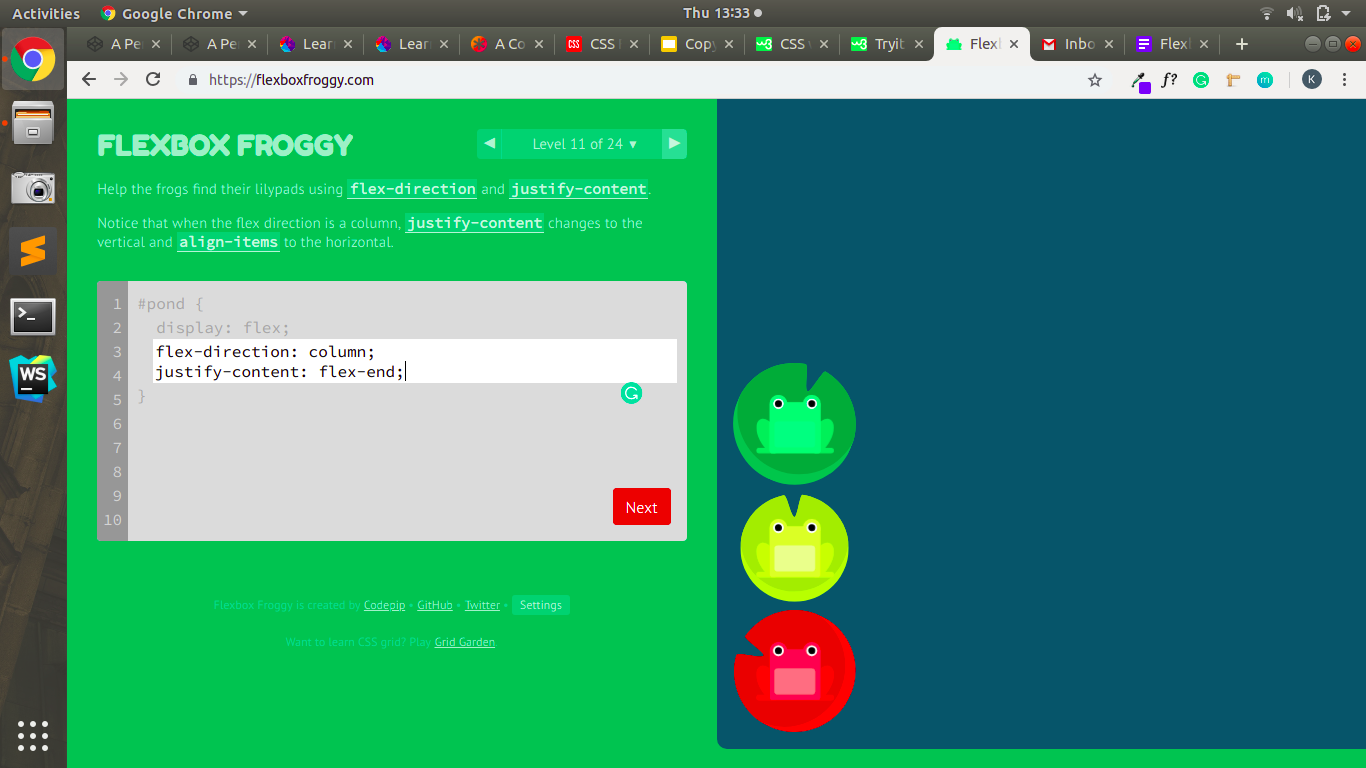 Activities Google Chrome ▾ Thu 13:33 ●
A Pe A Pe Lear Lear A Co CSS Copy CSS Tryit Flex Inbo Flex
https://flexboxfroggy.com f? m K
FLEXBOX FROGGY
◀ Level 11 of 24 ▾ ▶
Help the frogs find their lilypads using flex-direction and justify-content.
Notice that when the flex direction is a column, justify-content changes to the
vertical and align-items to the horizontal.
1 #pond {
2 display: flex;
3 flex-direction: column;
4 justify-content: flex-end;
5 }
6
7
8
9
10
Next
Flexbox Froggy is created by Codepip • GitHub • Twitter • Settings
Want to learn CSS grid? Play Grid Garden.
>_
WS